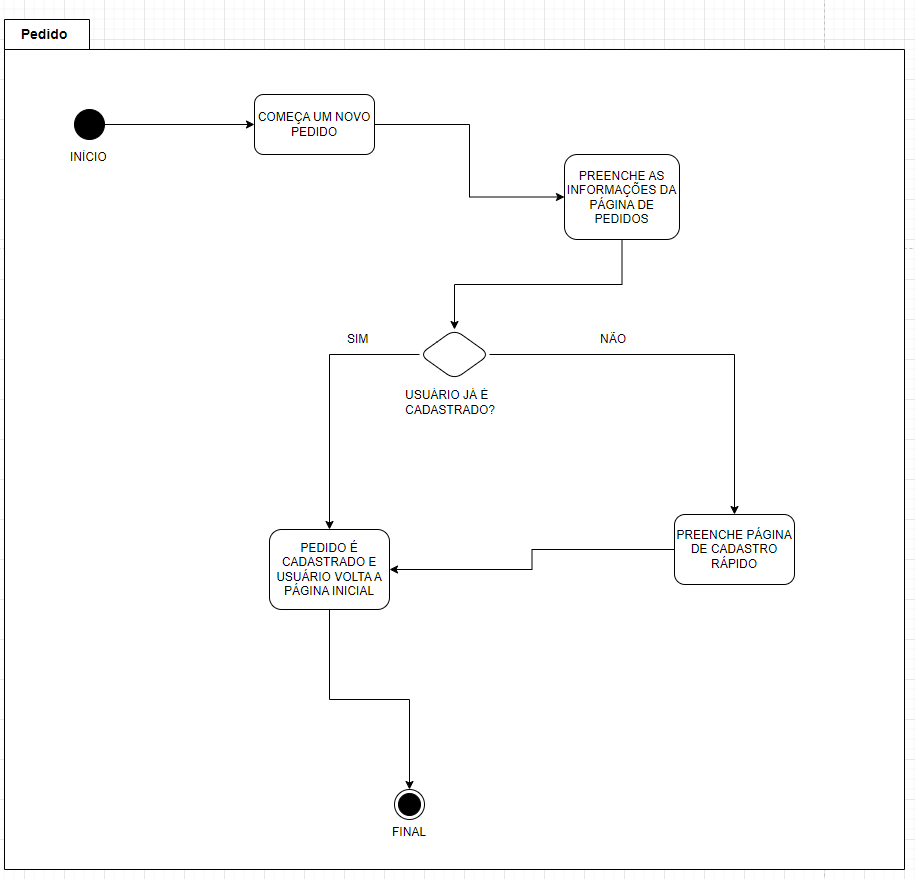 Pedido
COMEÇA UM NOVO
PEDIDO
INÍCIO
PREENCHE AS
INFORMAÇÕES DA
PÁGINA DE
PEDIDOS
SIM
NÃO
USUÁRIO JÁ É
CADASTRADO?
PEDIDO É
CADASTRADO E
USUÁRIO VOLTA A
PÁGINA INICIAL
PREENCHE PÁGINA
DE CADASTRO
RÁPIDO
FINAL